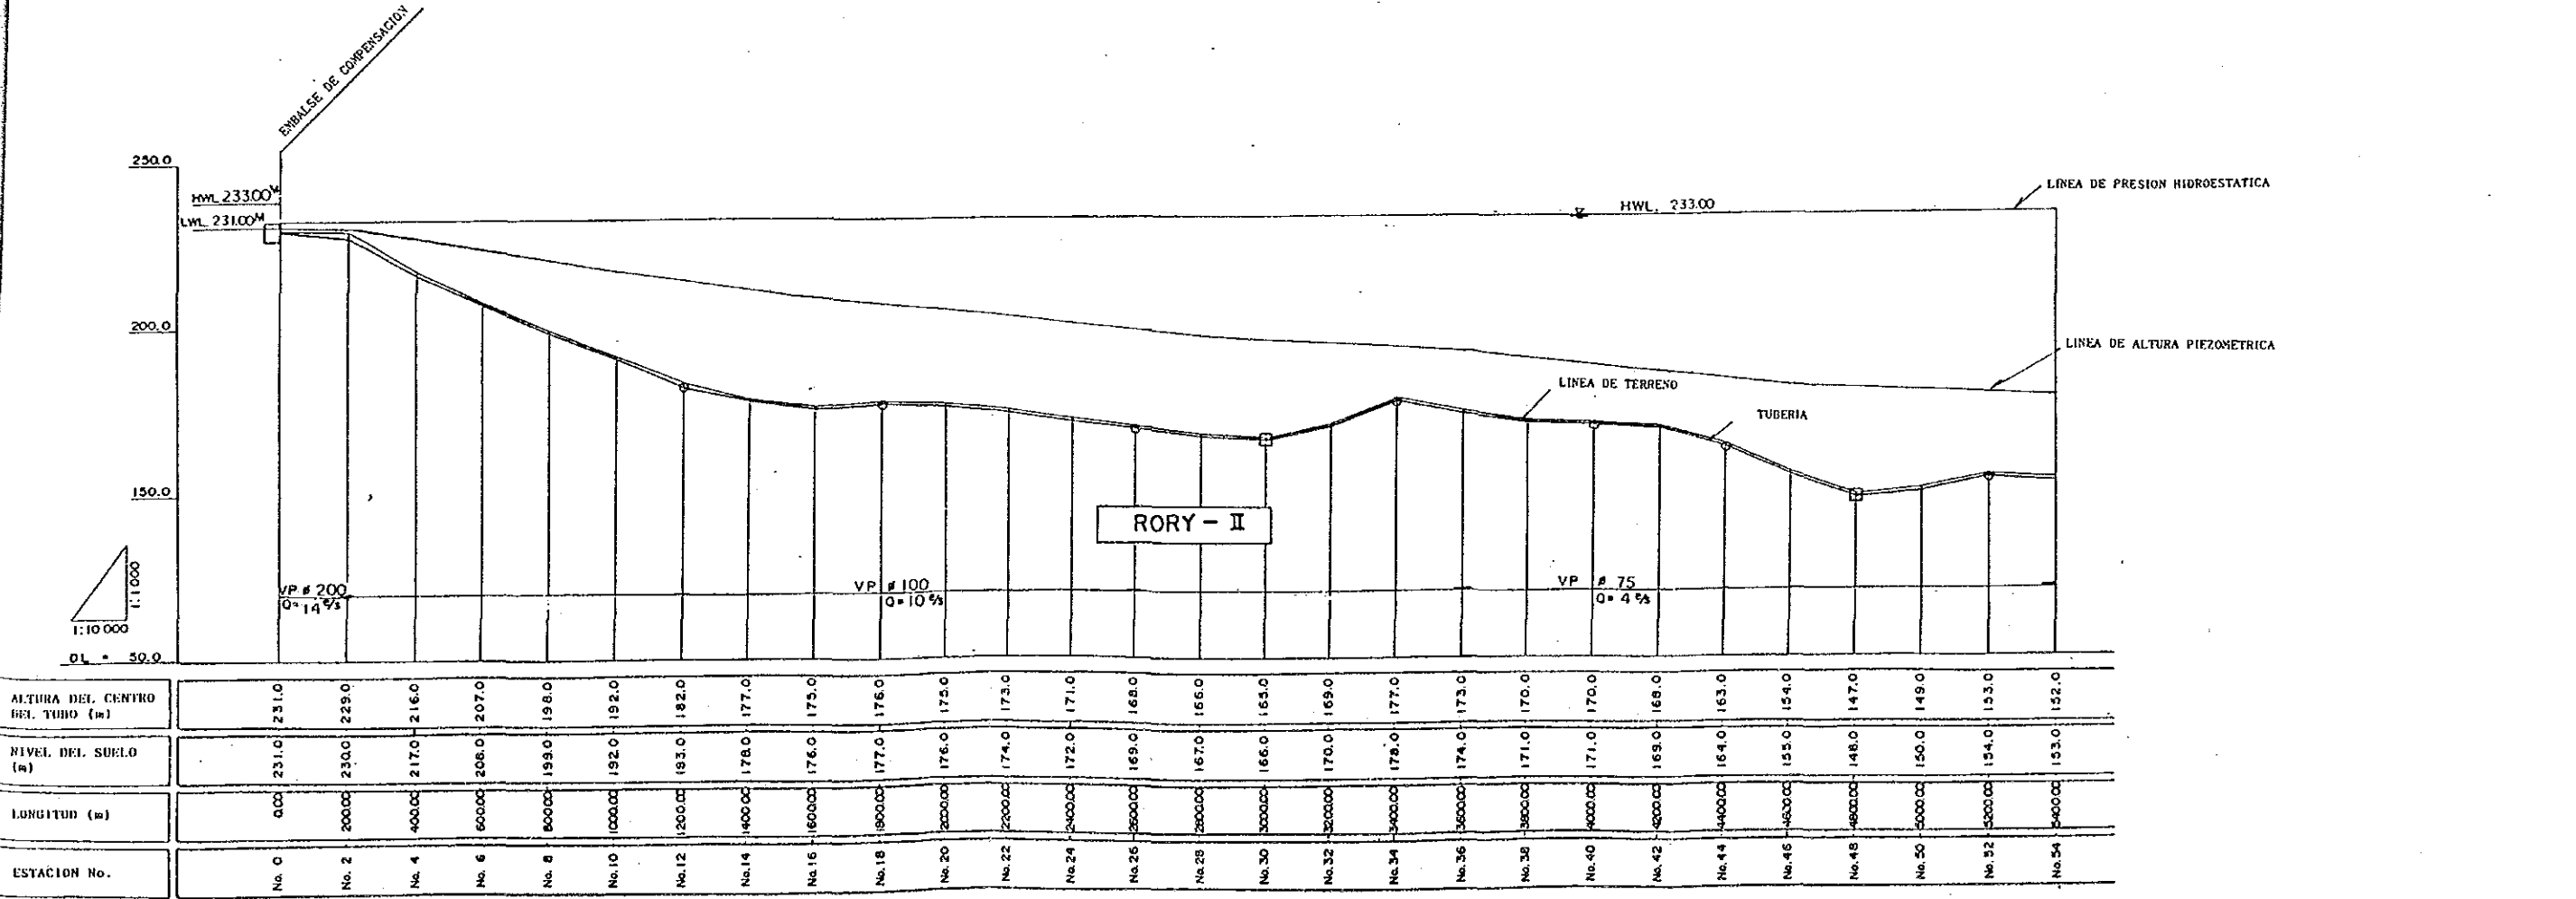 EMBALSE DE COMPENSACION
250.0
HWL 233.00M
LWL 231.00M
HWL. 233.00
LINEA DE PRESION HIDROESTATICA
200.0
LINEA DE ALTURA PIEZOMETRICA
LINEA DE TERRENO
TUBERIA
150.0
RORY - II
1:1000
1:10 000
VP ø 200
Q= 14 ℓ/s
VP ø 100
Q= 10 ℓ/s
VP ø 75
Q= 4 ℓ/s
DL = 50.0
ALTURA DEL CENTRO
DEL TUBO (m)
231.0 229.0 216.0 207.0 198.0 192.0 182.0 177.0 175.0 176.0 175.0 173.0 171.0 168.0 166.0 165.0 169.0 177.0 173.0 170.0 170.0 168.0 163.0 154.0 147.0 149.0 153.0 152.0
NIVEL DEL SUELO
(m)
231.0 230.0 217.0 208.0 199.0 192.0 183.0 178.0 176.0 177.0 176.0 174.0 172.0 169.0 167.0 166.0 170.0 178.0 174.0 171.0 171.0 169.0 164.0 155.0 148.0 150.0 154.0 153.0
LONGITUD (m)
0.00 200.00 400.00 600.00 800.00 1000.00 1200.00 1400.00 1600.00 1800.00 2000.00 2200.00 2400.00 2600.00 2800.00 3000.00 3200.00 3400.00 3600.00 3800.00 4000.00 4200.00 4400.00 4600.00 4800.00 5000.00 5200.00 5400.00
ESTACION No.
No. 0 No. 2 No. 4 No. 6 No. 8 No. 10 No. 12 No. 14 No. 16 No. 18 No. 20 No. 22 No. 24 No. 26 No. 28 No. 30 No. 32 No. 34 No. 36 No. 38 No. 40 No. 42 No. 44 No. 46 No. 48 No. 50 No. 52 No. 54